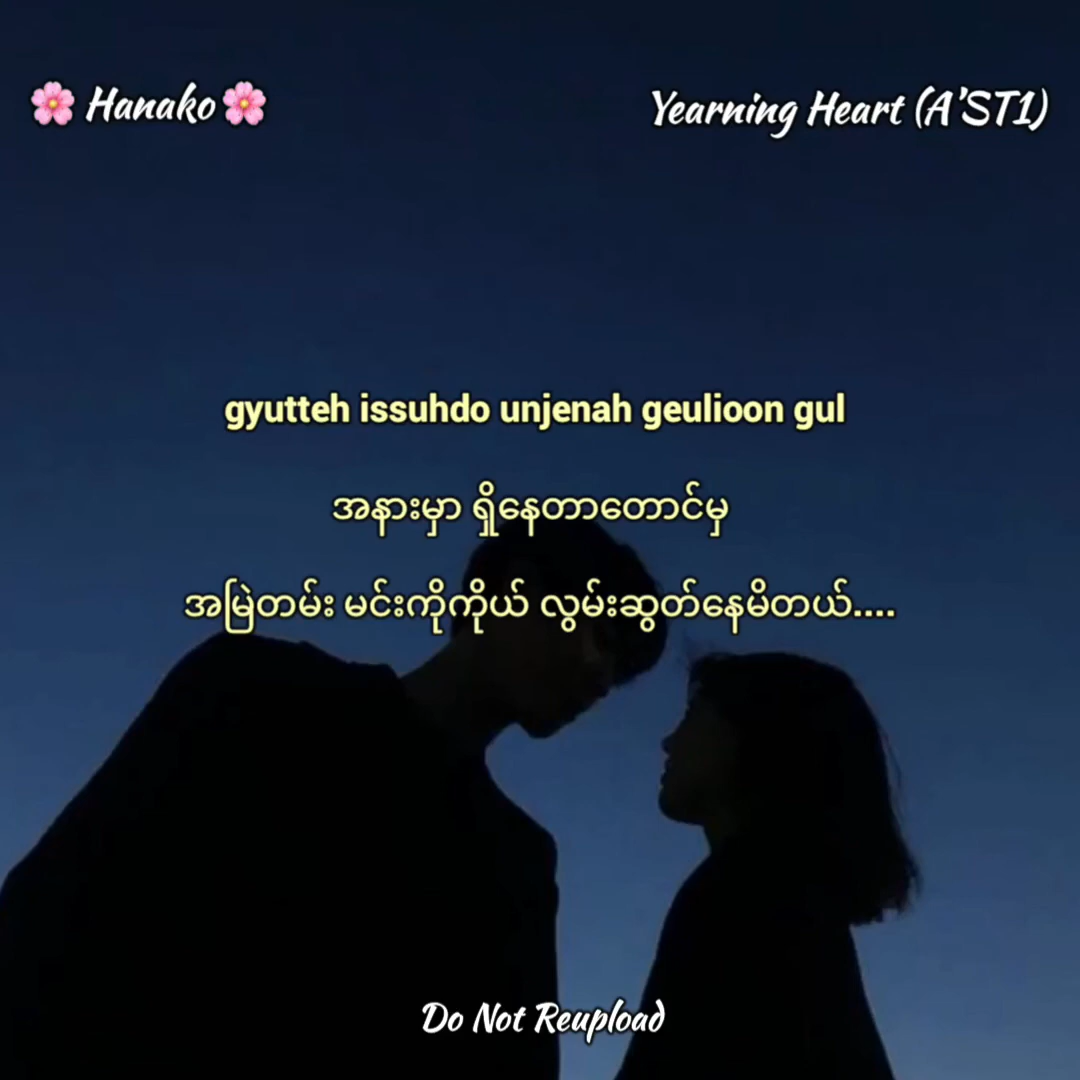 🌸 Hanako 🌸
Yearning Heart (A'ST1)
gyutteh issuhdo unjenah geulioon gul
အနားမှာ ရှိနေတာတောင်မှ
အမြဲတမ်း မင်းကိုကိုယ် လွမ်းဆွတ်နေမိတယ်....
Do Not Reupload